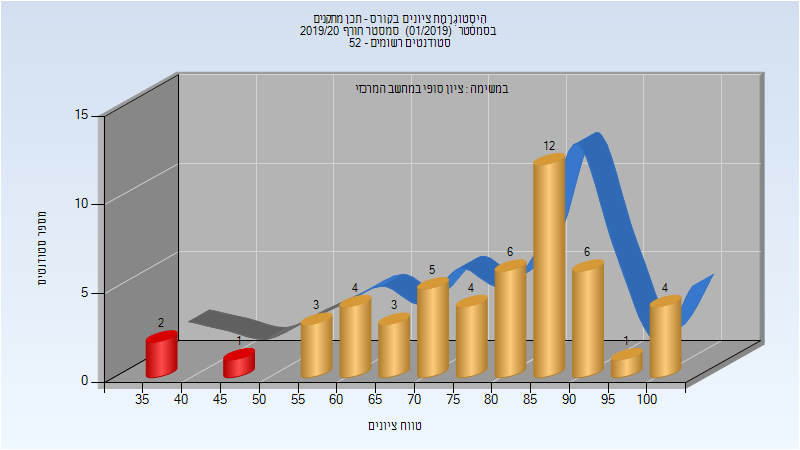 היסטוגרמת ציונים בקורס - תכן מתקנים
בסמסטר (01/2019) סמסטר חורף 2019/20
סטודנטים רשומים - 52
במשימה : ציון סופי במחשב המרכזי
מספר סטודנטים
15
10
5
0
2
1
3
4
3
5
4
6
12
6
1
4
35 40 45 50 55 60 65 70 75 80 85 90 95 100
טווח ציונים